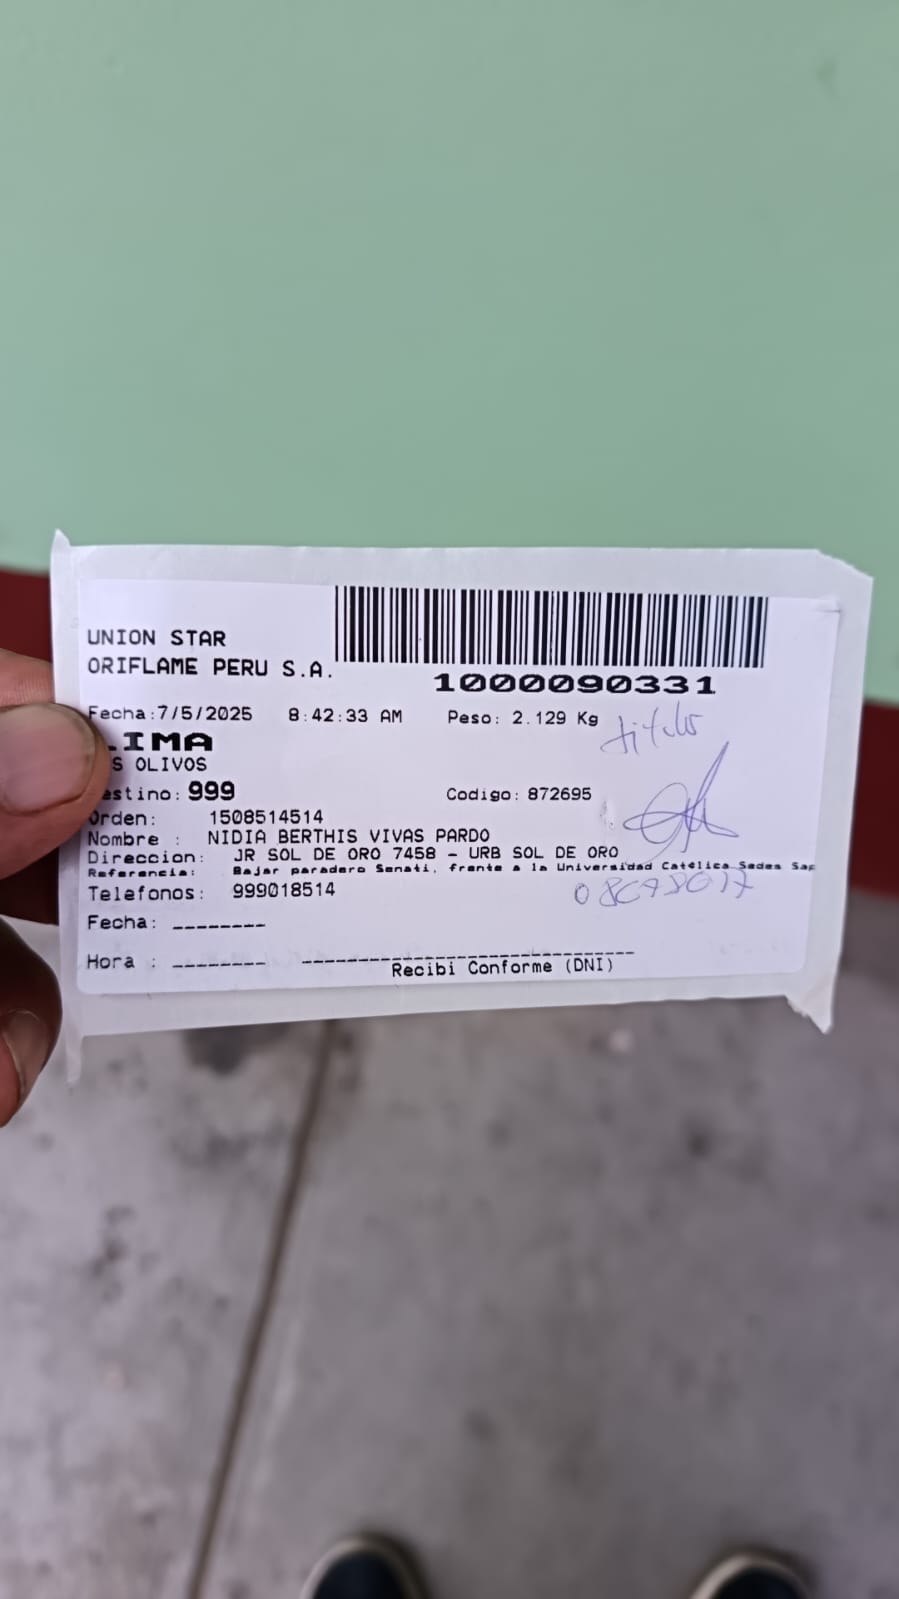 UNION STAR
ORIFLAME PERU S.A.
1000090331
Fecha:7/5/2025 8:42:33 AM Peso: 2.129 Kg
titular
LIMA
S OLIVOS
estino: 999 Codigo: 872695
Orden: 1508514514
Nombre : NIDIA BERTHIS VIVAS PARDO
Direccion: JR SOL DE ORO 7458 - URB SOL DE ORO
Referencia: Bajar paradero Senati, frente a la Universidad Católica Sedes Sap
Telefonos: 999018514
Fecha: --------
Hora : --------
Recibi Conforme (DNI)